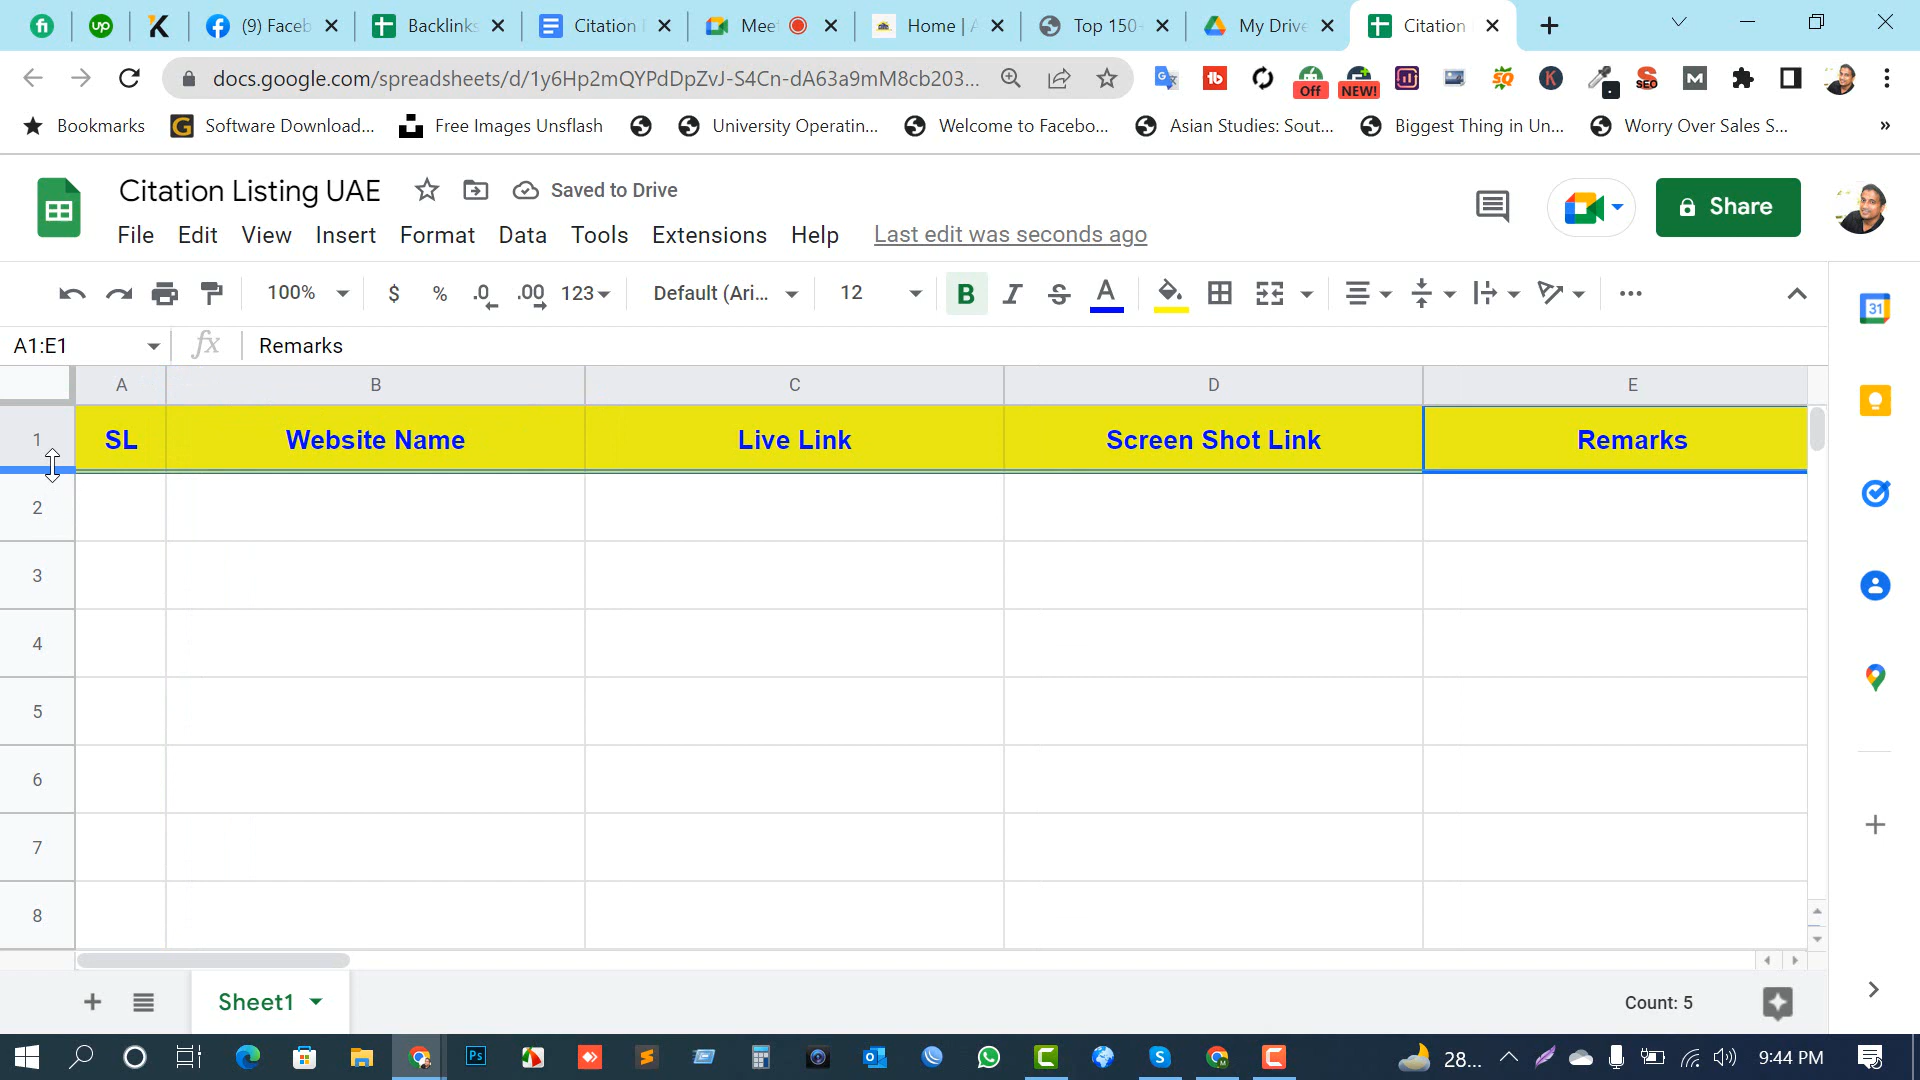 (9) Faceb
Backlinks
Citation
Meet
Home | A
Top 150
My Drive
Citation
docs.google.com/spreadsheets/d/1y6Hp2mQYPdDpZvJ-S4Cn-dA63a9mM8cb203...
Off
NEW!
SEO
Bookmarks
Software Download...
Free Images Unsflash
University Operatin...
Welcome to Facebo...
Asian Studies: Sout...
Biggest Thing in Un...
Worry Over Sales S...
»
Citation Listing UAE
Saved to Drive
Share
File
Edit
View
Insert
Format
Data
Tools
Extensions
Help
Last edit was seconds ago
100%
$
%
.0
.00
123
Default (Ari...
12
B
I
S
A
31
A1:E1
fx
Remarks
A
B
C
D
E
1
SL
Website Name
Live Link
Screen Shot Link
Remarks
2
3
4
5
6
7
8
Sheet1
Count: 5
Ps
28...
9:44 PM